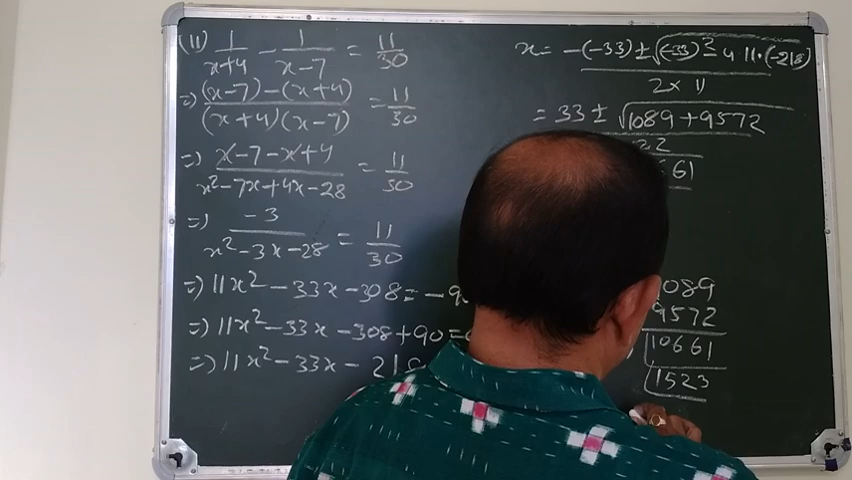 (11) 1/(x+4) - 1/(x-7) = 11/30
=> ((x-7)-(x+4))/((x+4)(x-7)) = 11/30
=> (x-7-x+4)/(x²-7x+4x-28) = 11/30
=> -3/(x²-3x-28) = 11/30
=> 11x² - 33x - 308 = - 9
=> 11x² - 33x - 308 + 90 =
=> 11x² - 33x - 218
x = (-(-33) ± √((-33)² - 4·11·(-218)))/(2 × 11)
= 33 ± √(1089 + 9572)
22
61
1089
9572
10661
1523